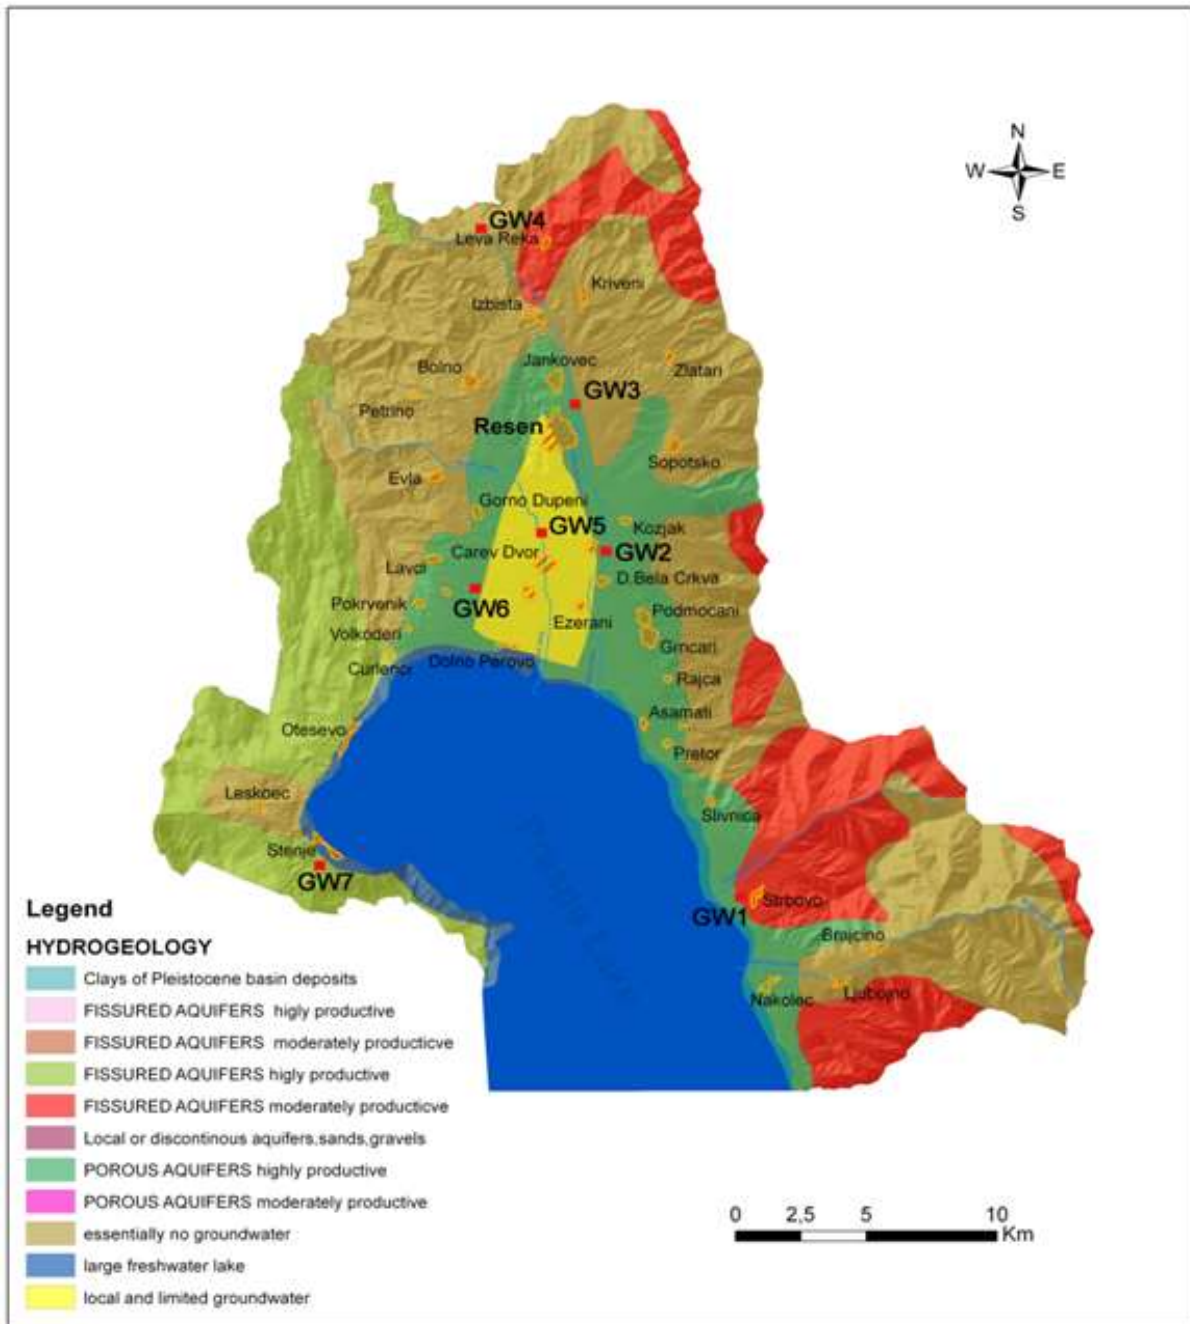 N
W E
S
GW4
Leva Reka
Kriveni
Izbista
Jankovec
Bolno
Zlatari
GW3
Petrino
Resen
Sopotsko
Evla
Gorno Dupeni
GW5
Kozjak
Carev Dvor
GW2
Lavci
D.Bela Crkva
Pokrvenik
GW6
Podmocani
Ezerani
Volkoderi
Grncari
Curlenci
Dolno Perovo
Rajca
Asamati
Otesevo
Pretor
Leskoec
Slivnica
Stenje
GW7
Strbovo
GW1
Brajcino
Nakolec
Ljubojno
Legend
HYDROGEOLOGY
Clays of Pleistocene basin deposits
FISSURED AQUIFERS higly productive
FISSURED AQUIFERS moderately producticve
FISSURED AQUIFERS higly productive
FISSURED AQUIFERS moderately producticve
Local or discontinous aquifers,sands,gravels
POROUS AQUIFERS highly productive
POROUS AQUIFERS moderately productive
essentially no groundwater
large freshwater lake
local and limited groundwater
0 2,5 5 10
Km